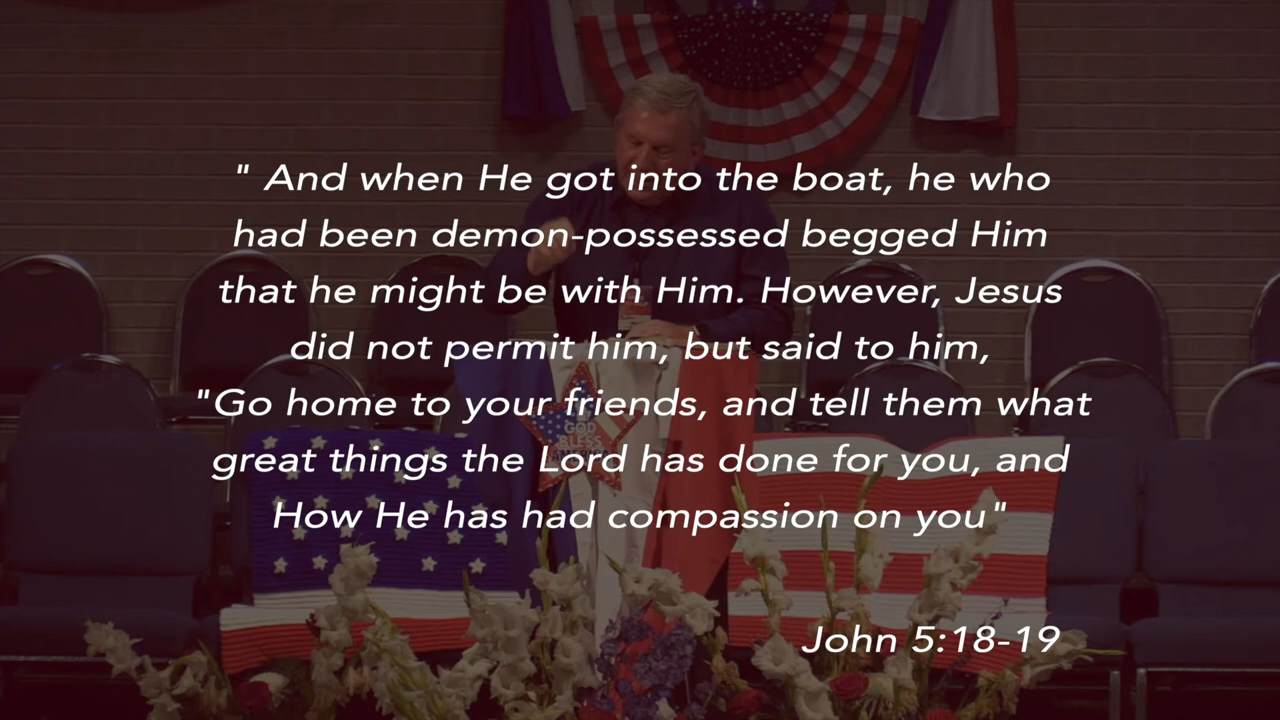 " And when He got into the boat, he who
had been demon-possessed begged Him
that he might be with Him. However, Jesus
did not permit him, but said to him,
"Go home to your friends, and tell them what
great things the Lord has done for you, and
How He has had compassion on you"
GOD
BLESS
AMERICA
John 5:18-19